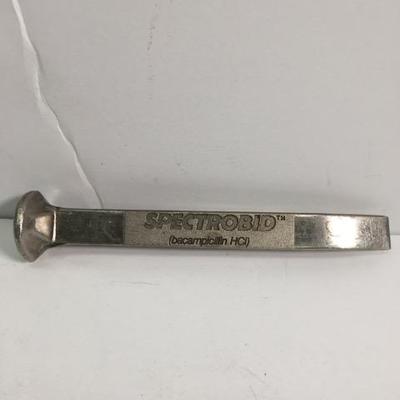 SPECTROBID™
(bacampicillin HCl)